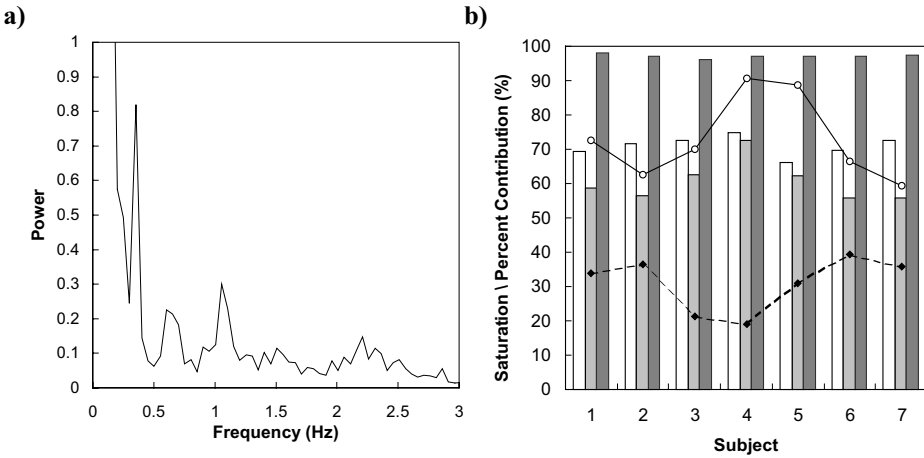 a)
1
0.9
0.8
0.7
0.6
0.5
0.4
0.3
0.2
0.1
0
Power
0 0.5 1 1.5 2 2.5 3
Frequency (Hz)
b)
100
90
80
70
60
50
40
30
20
10
0
Saturation \ Percent Contribution (%)
1 2 3 4 5 6 7
Subject